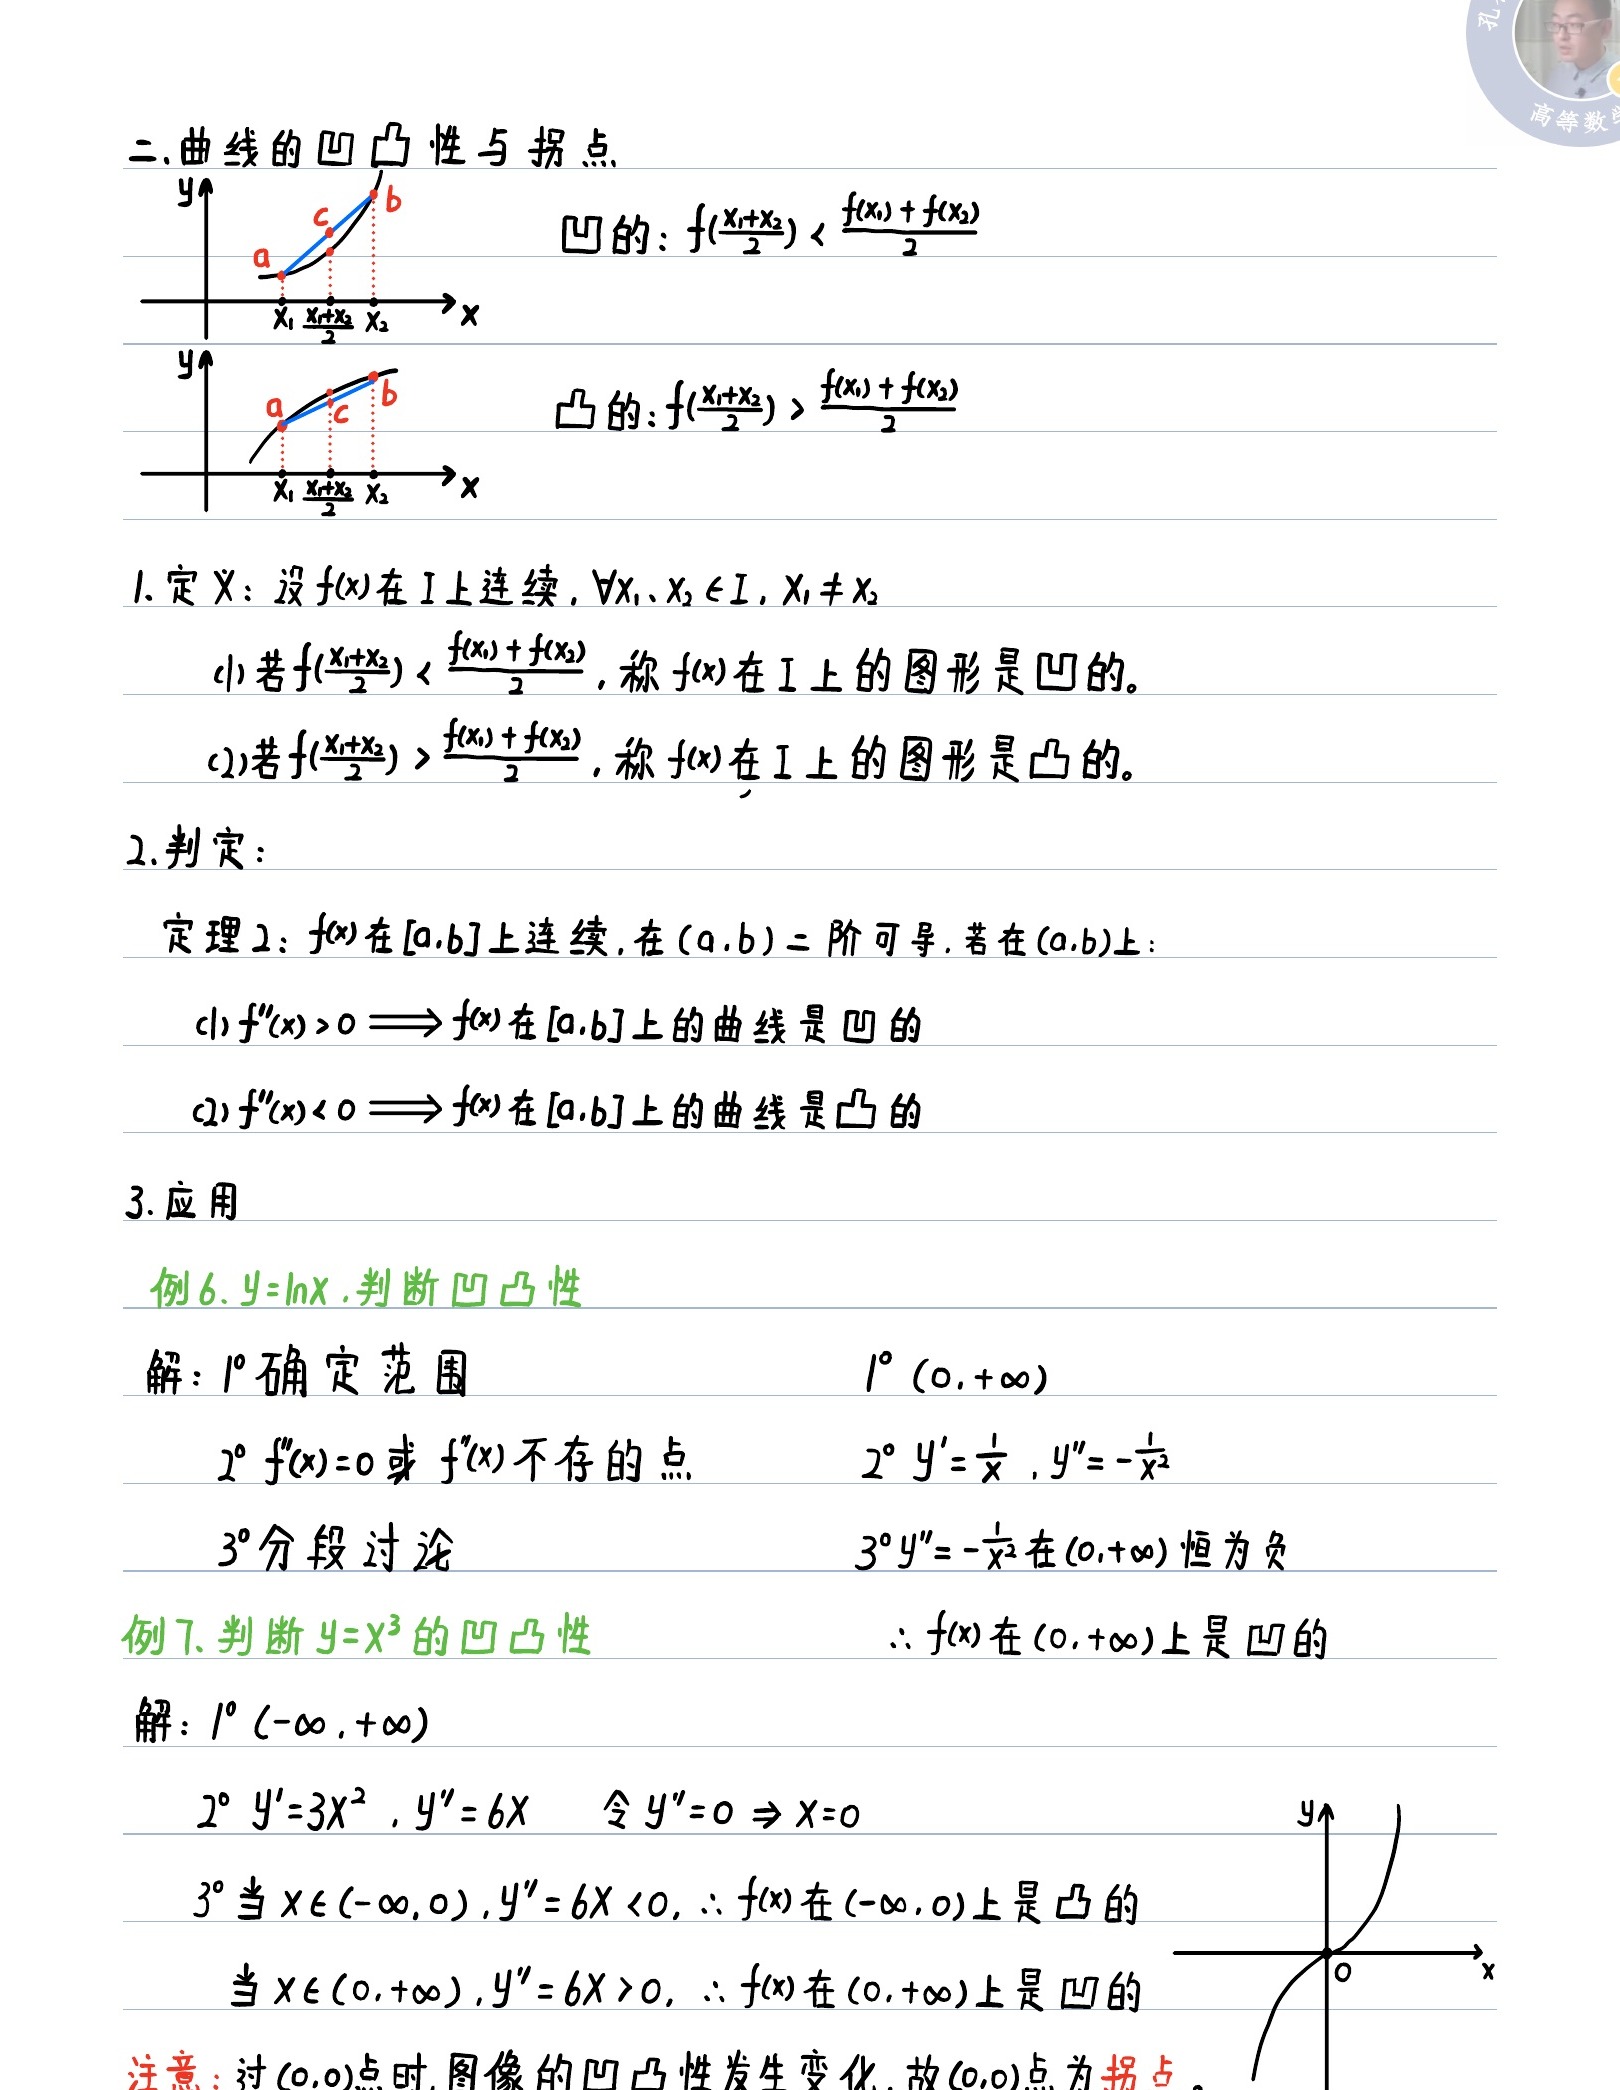 孔
高等数学
二.曲线的凹凸性与拐点
y
a c b
凹的: f((x₁+x₂)/2) < (f(x₁)+f(x₂))/2
x₁ (x₁+x₂)/2 x₂ x
y
a c b
凸的: f((x₁+x₂)/2) > (f(x₁)+f(x₂))/2
x₁ (x₁+x₂)/2 x₂ x
1.定义: 设f(x)在I上连续, ∀x₁、x₂∈I, x₁≠x₂
(1)若f((x₁+x₂)/2) < (f(x₁)+f(x₂))/2, 称f(x)在I上的图形是凹的。
(2)若f((x₁+x₂)/2) > (f(x₁)+f(x₂))/2, 称f(x)在I上的图形是凸的。
2.判定:
定理2: f(x)在[a.b]上连续,在(a.b)二阶可导,若在(a.b)上:
(1) f″(x)>0 ⟹ f(x)在[a.b]上的曲线是凹的
(2) f″(x)<0 ⟹ f(x)在[a.b]上的曲线是凸的
3.应用
例6. y=lnx.判断凹凸性
解: 1° 确定范围 1° (0,+∞)
2° f″(x)=0或 f″(x)不存的点 2° y′=1/x , y″=-1/x²
3° 分段讨论 3° y″=-1/x²在(0,+∞)恒为负
例7.判断y=x³的凹凸性 ∴ f(x)在(0,+∞)上是凹的
解: 1° (-∞,+∞)
2° y′=3x² , y″=6x 令y″=0 ⇒ x=0
y
3° 当x∈(-∞,0), y″=6x<0, ∴ f(x)在(-∞,0)上是凸的
当x∈(0,+∞), y″=6x>0, ∴ f(x)在(0,+∞)上是凹的
0 x
注意: 过(0,0)点时,图像的凹凸性发生变化,故(0,0)点为拐点。